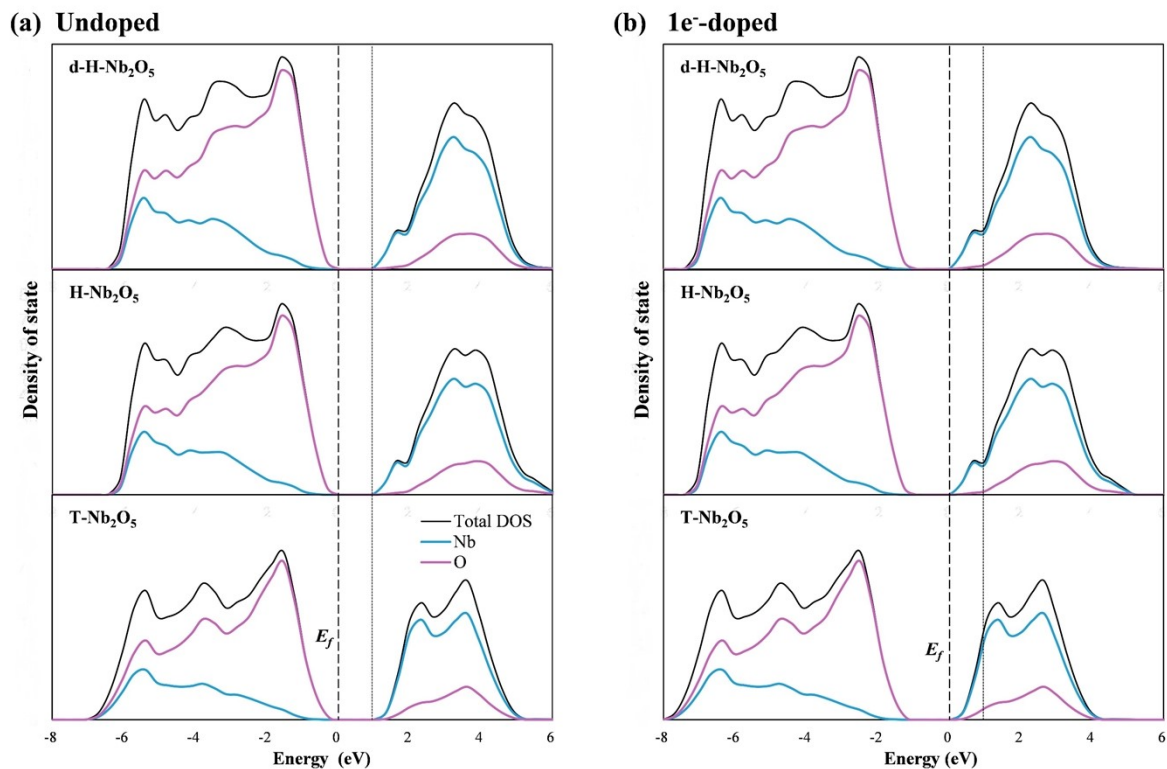 (a) Undoped
d-H-Nb₂O₅
H-Nb₂O₅
T-Nb₂O₅
Total DOS
Nb
O
E_f
Density of state
-8 -6 -4 -2 0 2 4 6
Energy (eV)
(b) 1e⁻-doped
d-H-Nb₂O₅
H-Nb₂O₅
T-Nb₂O₅
E_f
Density of state
-8 -6 -4 -2 0 2 4 6
Energy (eV)